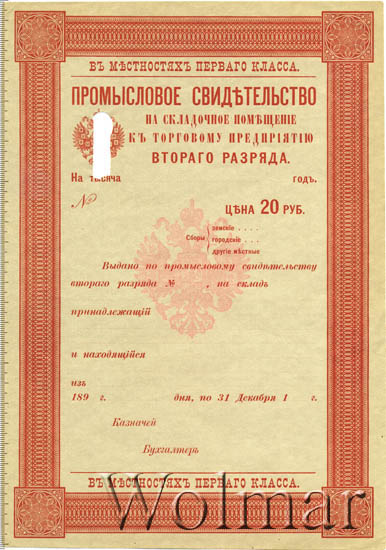 ВЪ МѢСТНОСТЯХЪ ПЕРВАГО КЛАССА.
ПРОМЫСЛОВОЕ СВИДѢТЕЛЬСТВО
НА СКЛАДОЧНОЕ ПОМѢЩЕНІЕ
КЪ ТОРГОВОМУ ПРЕДПРІЯТІЮ
ВТОРАГО РАЗРЯДА.
На тысяча годъ.
№
ЦѢНА 20 РУБ.
Сборы { земскіе . . . .
городскіе . . .
другіе мѣстные
Выдано по промысловому свидѣтельству
втораго разряда № , на складъ
принадлежащій
и находящійся
изъ
189 г. дня, по 31 Декабря 1 г.
Казначей
Бухгалтеръ
ВЪ МѢСТНОСТЯХЪ ПЕРВАГО КЛАССА.
Wolmar